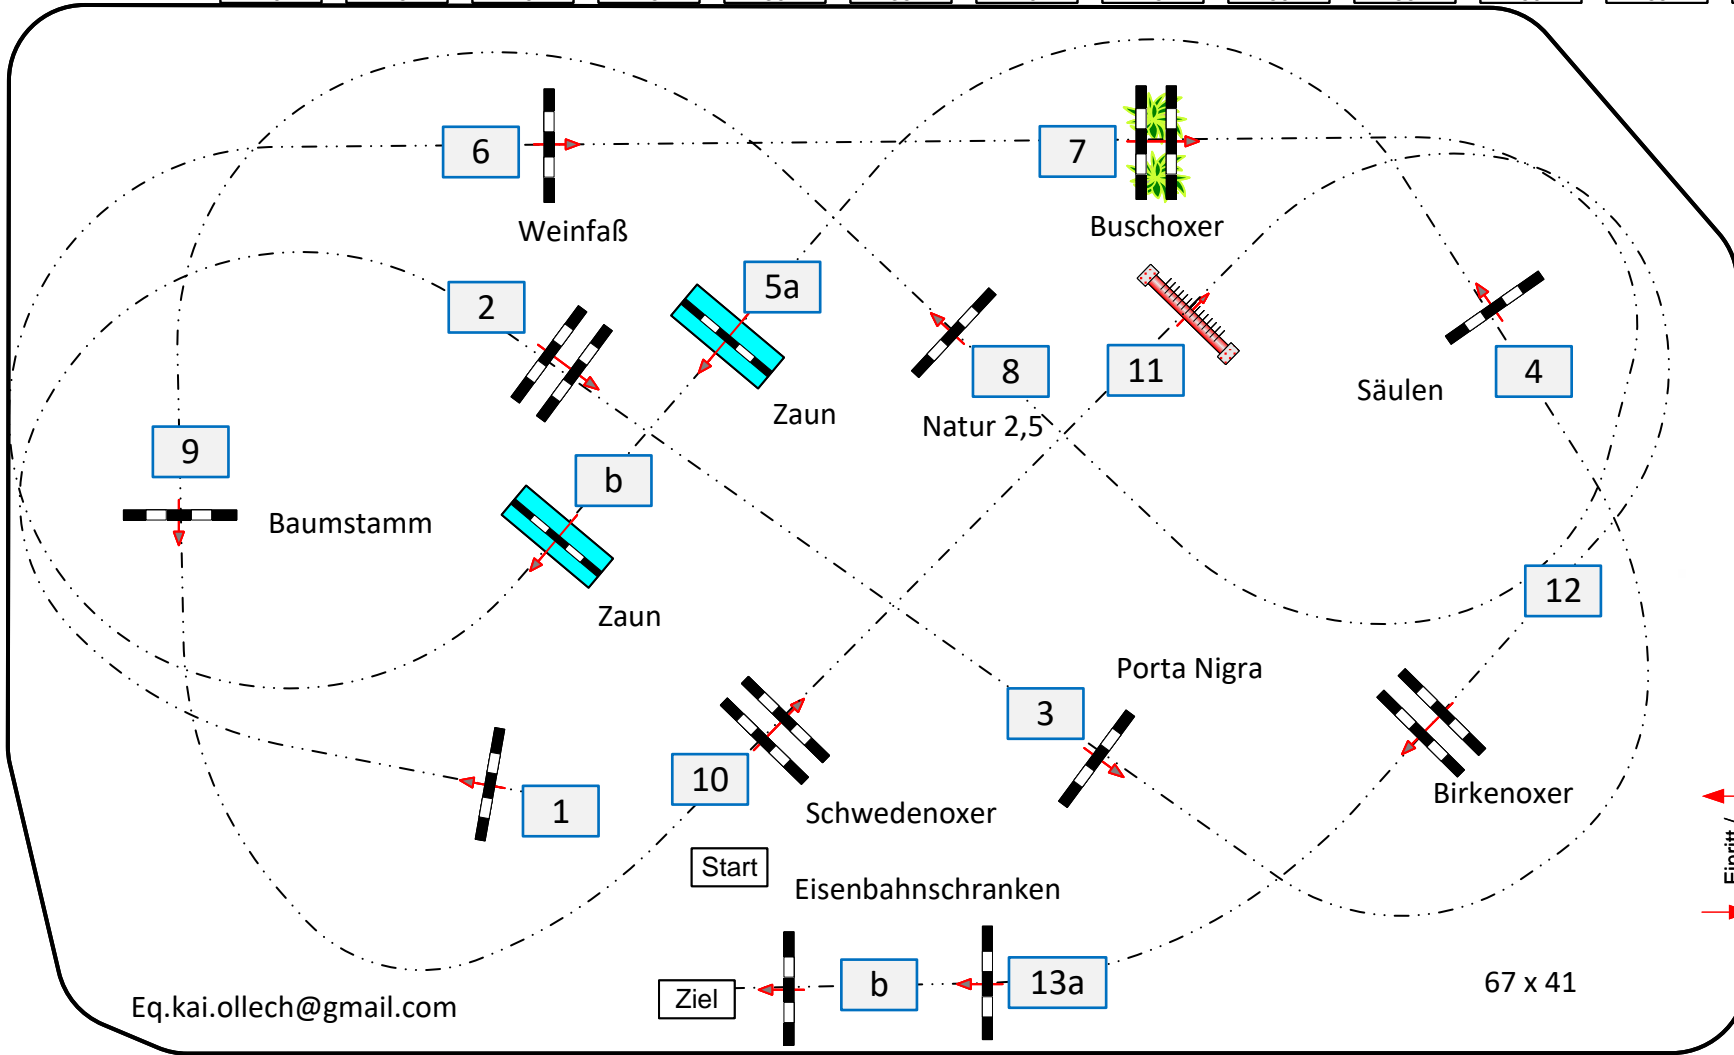 6
7
Weinfaß
Buschoxer
2
5a
8
11
4
Zaun
Natur 2,5
Säulen
9
b
Baumstamm
12
Zaun
Porta Nigra
3
1
10
Schwedenoxer
Birkenoxer
Start
Eisenbahnschranken
Ziel
b
13a
67 x 41
Eq.kai.ollech@gmail.com